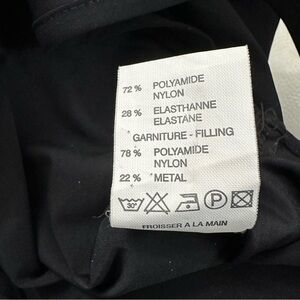 72 % POLYAMIDE
NYLON
28 % ELASTHANNE
ELASTANE
GARNITURE - FILLING
78 % POLYAMIDE
NYLON
22 % METAL
30° P
FROISSER A LA MAIN